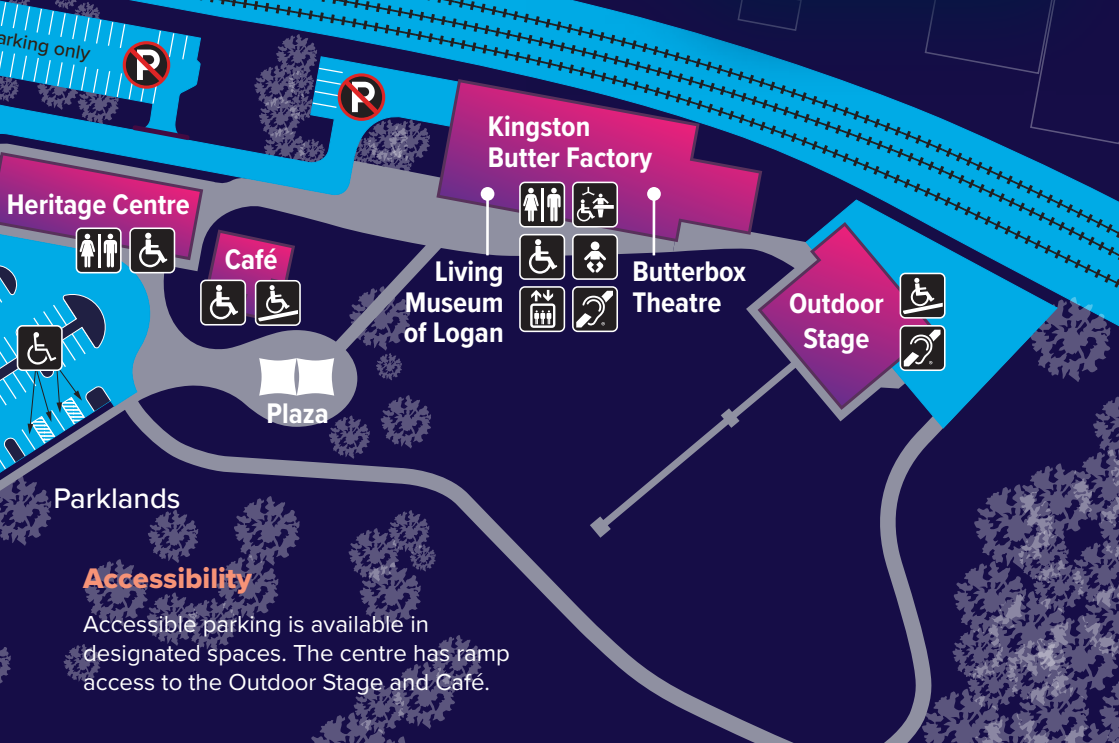 arking only
P
P
Kingston
Butter Factory
Heritage Centre
Café
Living
Museum
of Logan
Butterbox
Theatre
Outdoor
Stage
Plaza
Parklands
Accessibility
Accessible parking is available in
designated spaces. The centre has ramp
access to the Outdoor Stage and Café.